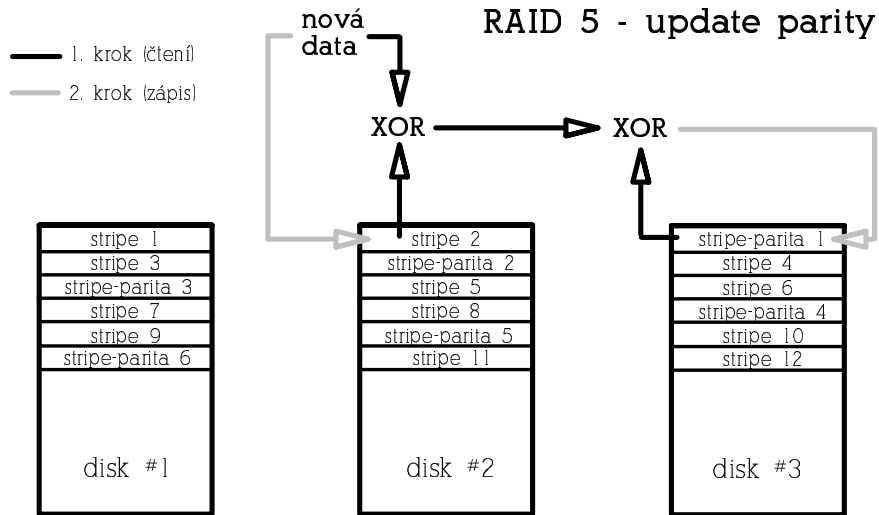 RAID 5 - update parity
nová
data
1. krok (čtení)
2. krok (zápis)
XOR
XOR
stripe 1
stripe 3
stripe-parita 3
stripe 7
stripe 9
stripe-parita 6
disk #1
stripe 2
stripe-parita 2
stripe 5
stripe 8
stripe-parita 5
stripe 11
disk #2
stripe-parita 1
stripe 4
stripe 6
stripe-parita 4
stripe 10
stripe 12
disk #3